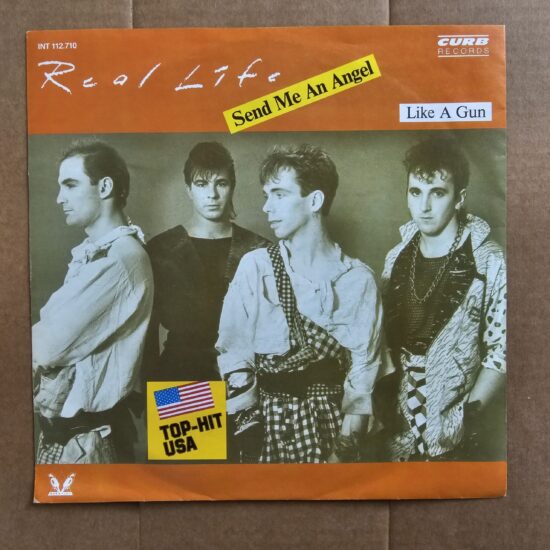 INT 112.710
CURB
RECORDS
Real Life
Send Me An Angel
Like A Gun
TOP-HIT
USA